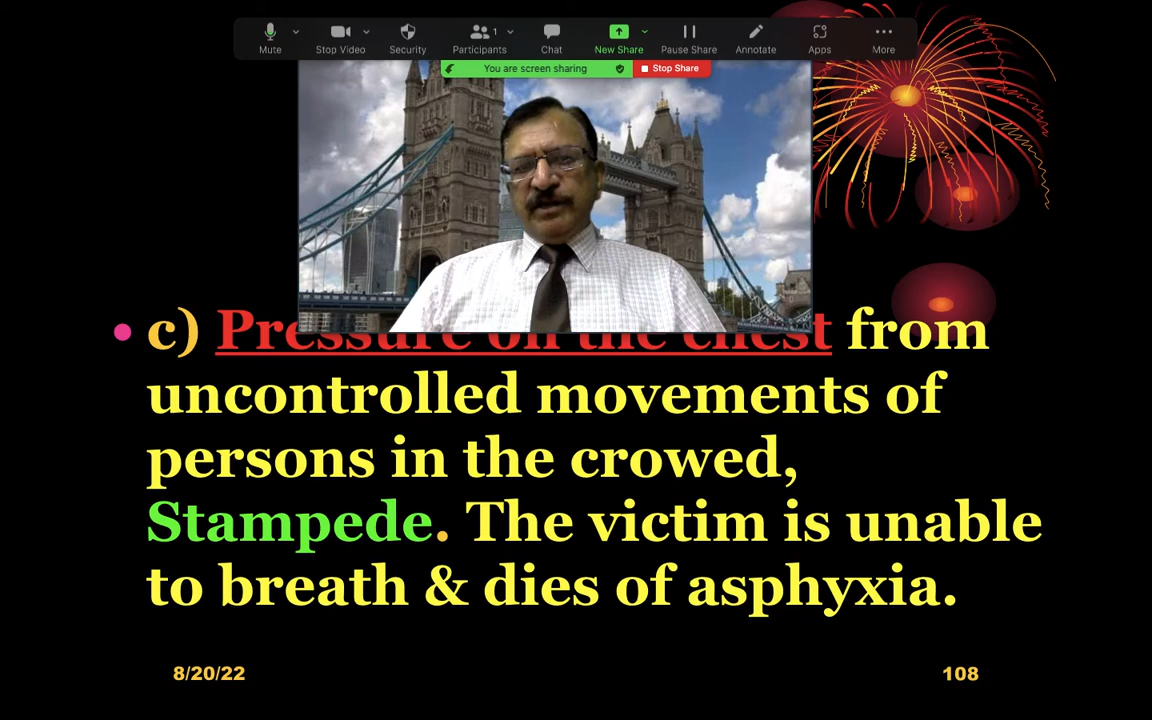 Mute
Stop Video
Security
Participants 1
Chat
New Share
Pause Share
Annotate
Apps
More
You are screen sharing
Stop Share
c) Pressure on the chest from
uncontrolled movements of
persons in the crowed,
Stampede. The victim is unable
to breath & dies of asphyxia.
8/20/22
108